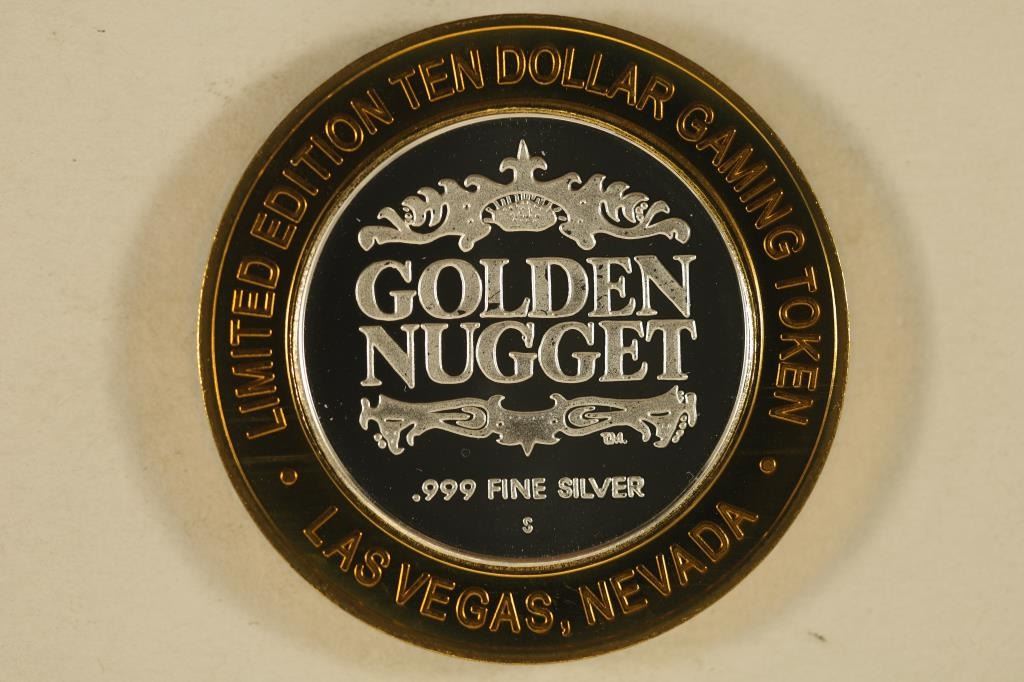 LIMITED EDITION TEN DOLLAR GAMING TOKEN
GOLDEN
NUGGET
TM
.999 FINE SILVER
S
LAS VEGAS, NEVADA